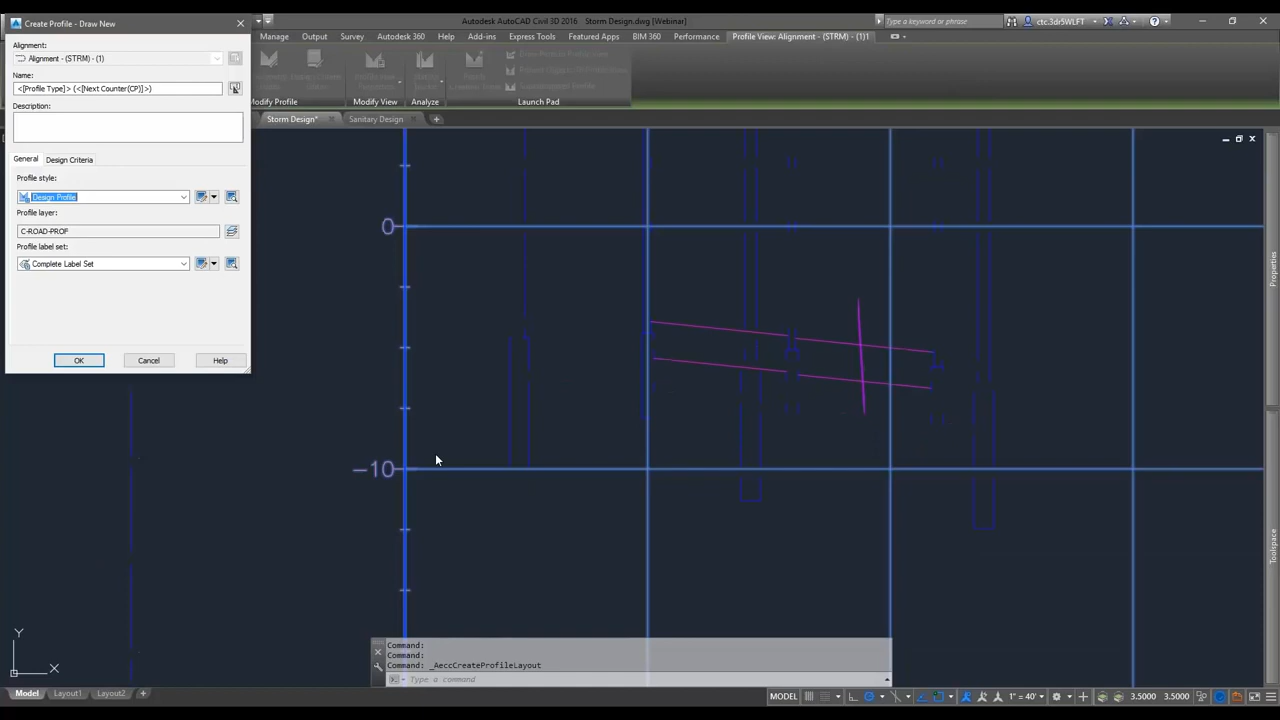 Create Profile - Draw New
Alignment:
Alignment - (STRM) - (1)
Name:
<[Profile Type]> (<[Next Counter(CP)]>)
Description:
General
Design Criteria
Profile style:
Design Profile
Profile layer:
C-ROAD-PROF
Profile label set:
Complete Label Set
OK
Cancel
Help
Autodesk AutoCAD Civil 3D 2016 Storm Design.dwg [Webinar]
Type a keyword or phrase
ctc.3dr5WLFT
Manage
Output
Survey
Autodesk 360
Help
Add-ins
Express Tools
Featured Apps
BIM 360
Performance
Profile View: Alignment - (STRM) - (1)1
Modify Profile
Modify View
Analyze
Launch Pad
Storm Design*
Sanitary Design
0
-10
Properties
Toolspace
Y
X
Command:
Command:
Command: _AeccCreateProfileLayout
Type a command
Model
Layout1
Layout2
MODEL
1" = 40'
3.5000 3.5000